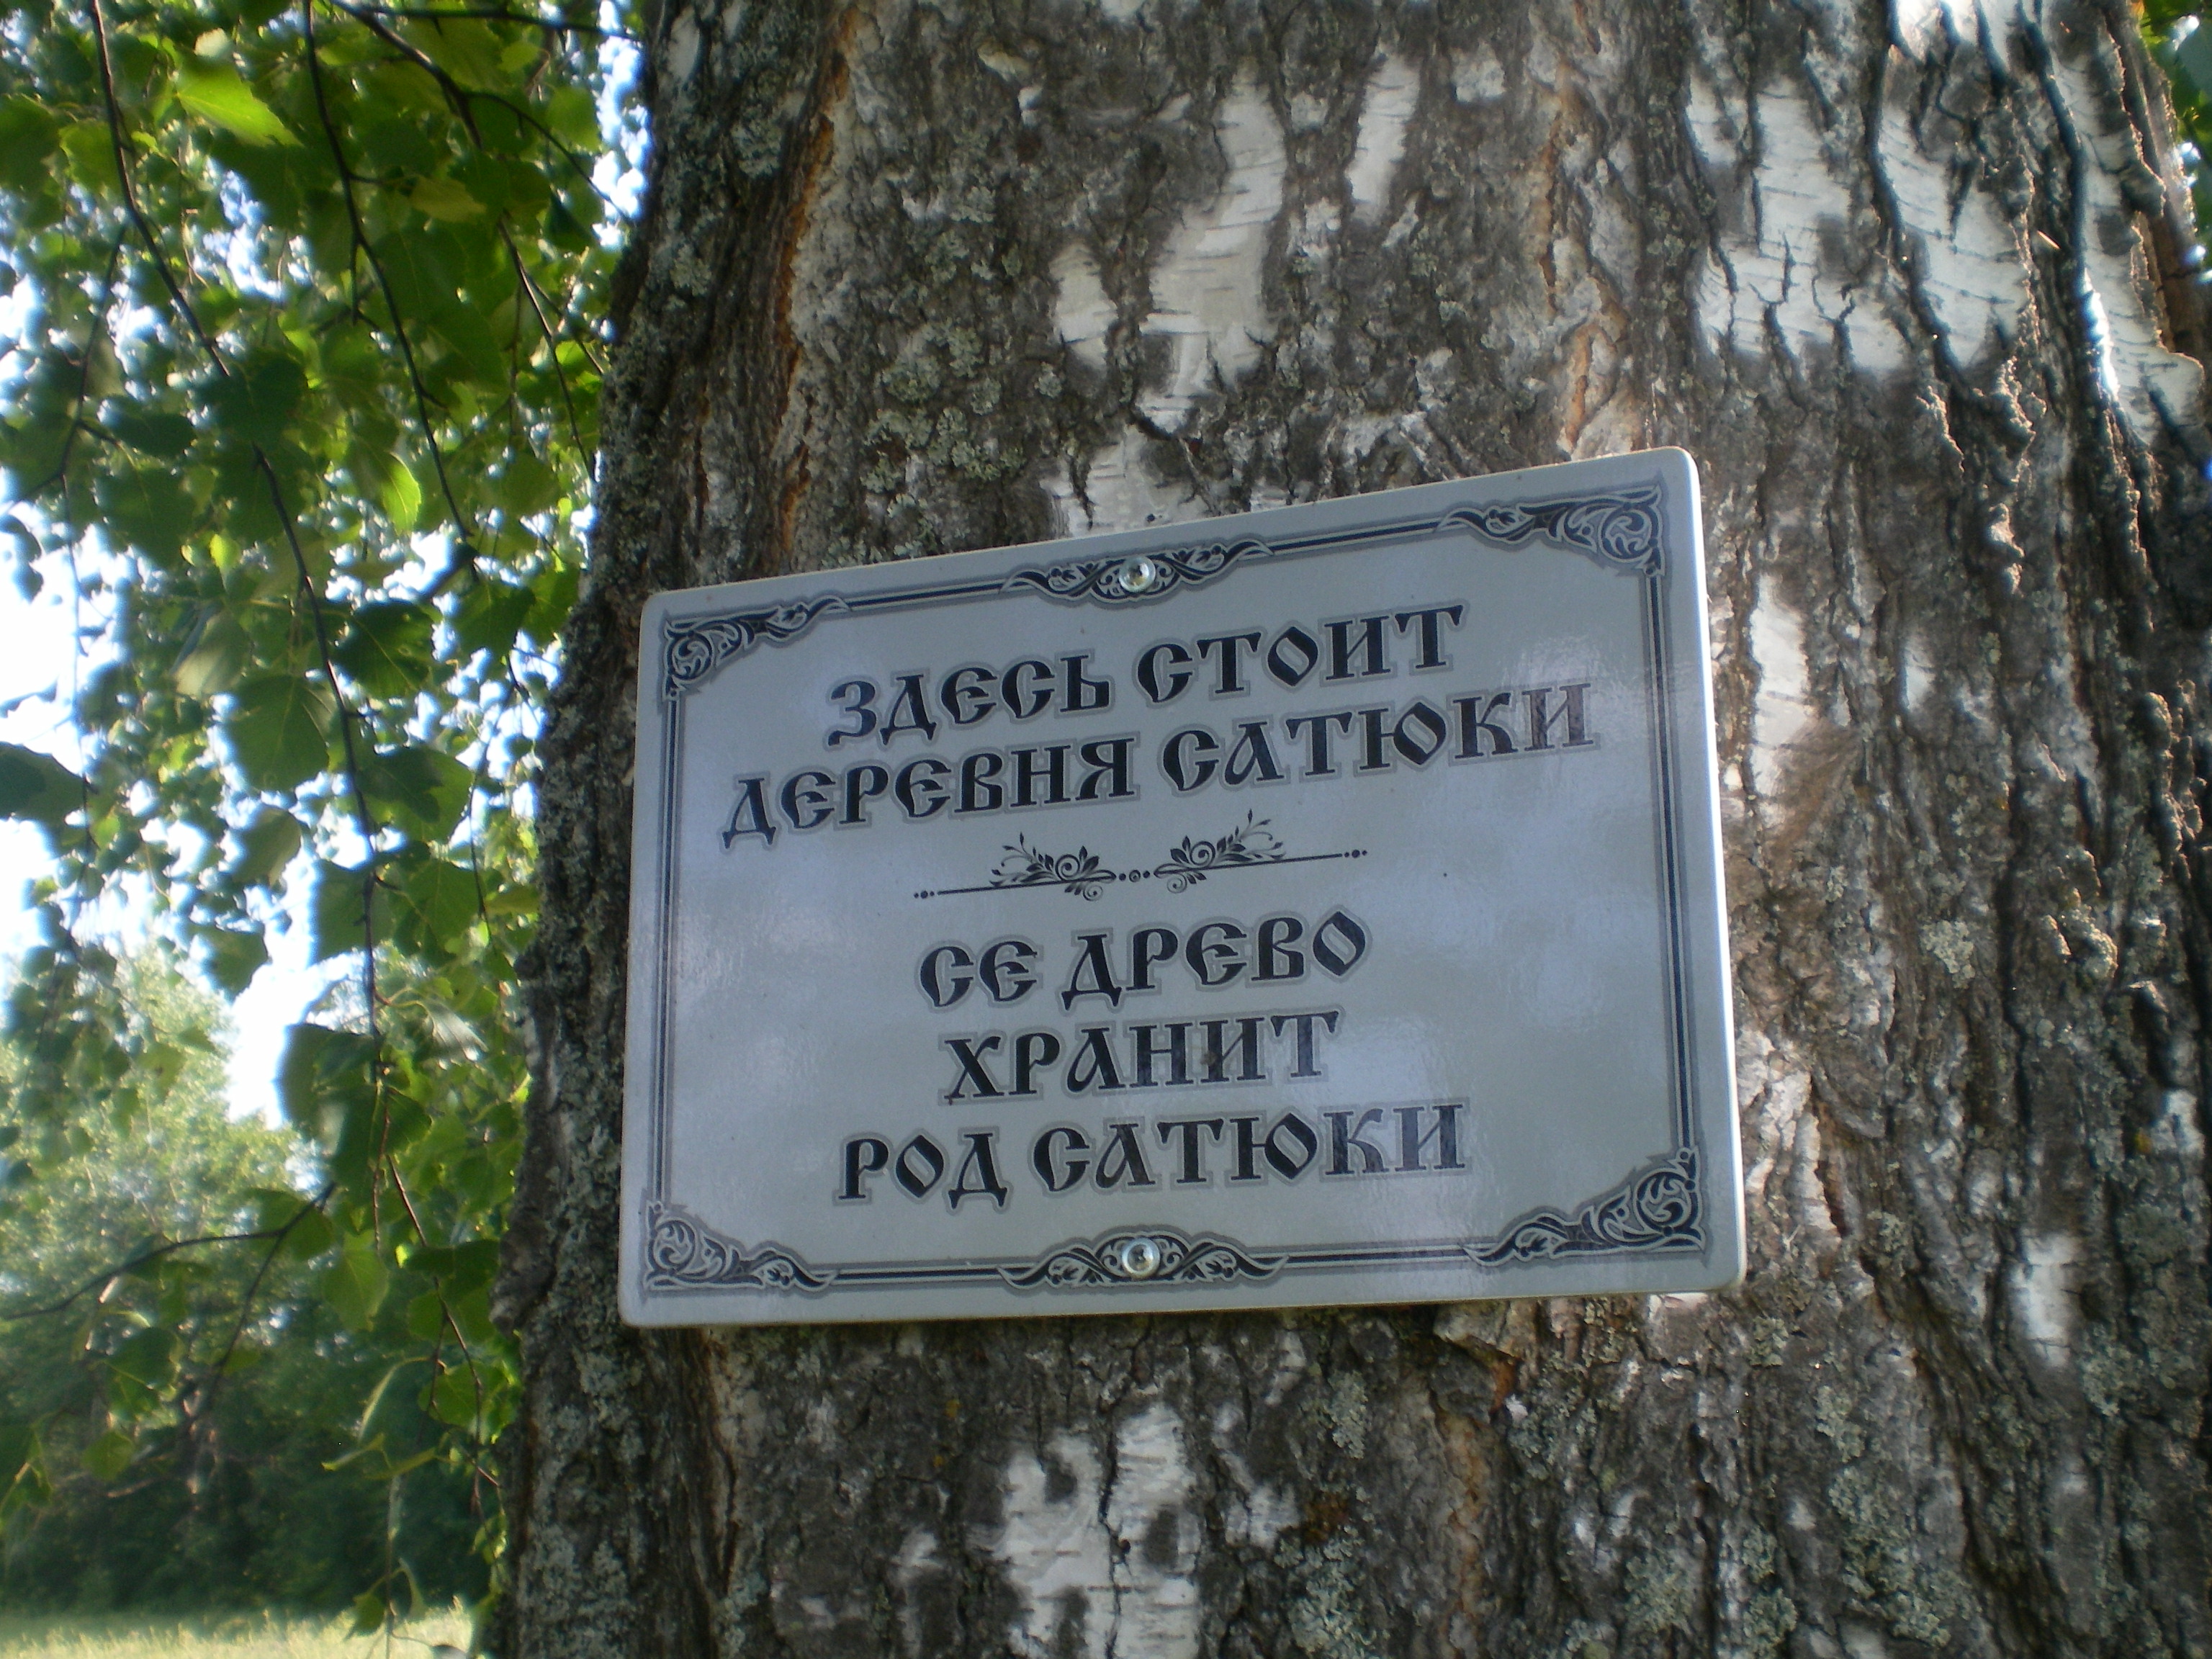 ЗДЕСЬ СТОИТ
ДЕРЕВНЯ САТЮКИ
СЕ ДРЕВО
ХРАНИТ
РОД САТЮКИ